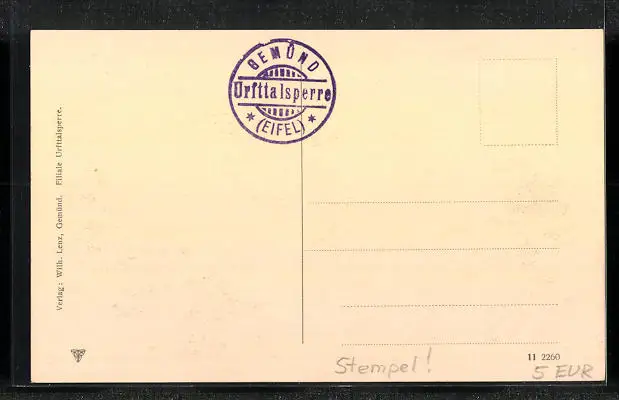 GEMÜND
Urfttalsperre
* (EIFEL) *
Verlag: Wilh. Lenz, Gemünd. Filiale Urfttalsperre.
Stempel!
11 2260
5 EUR